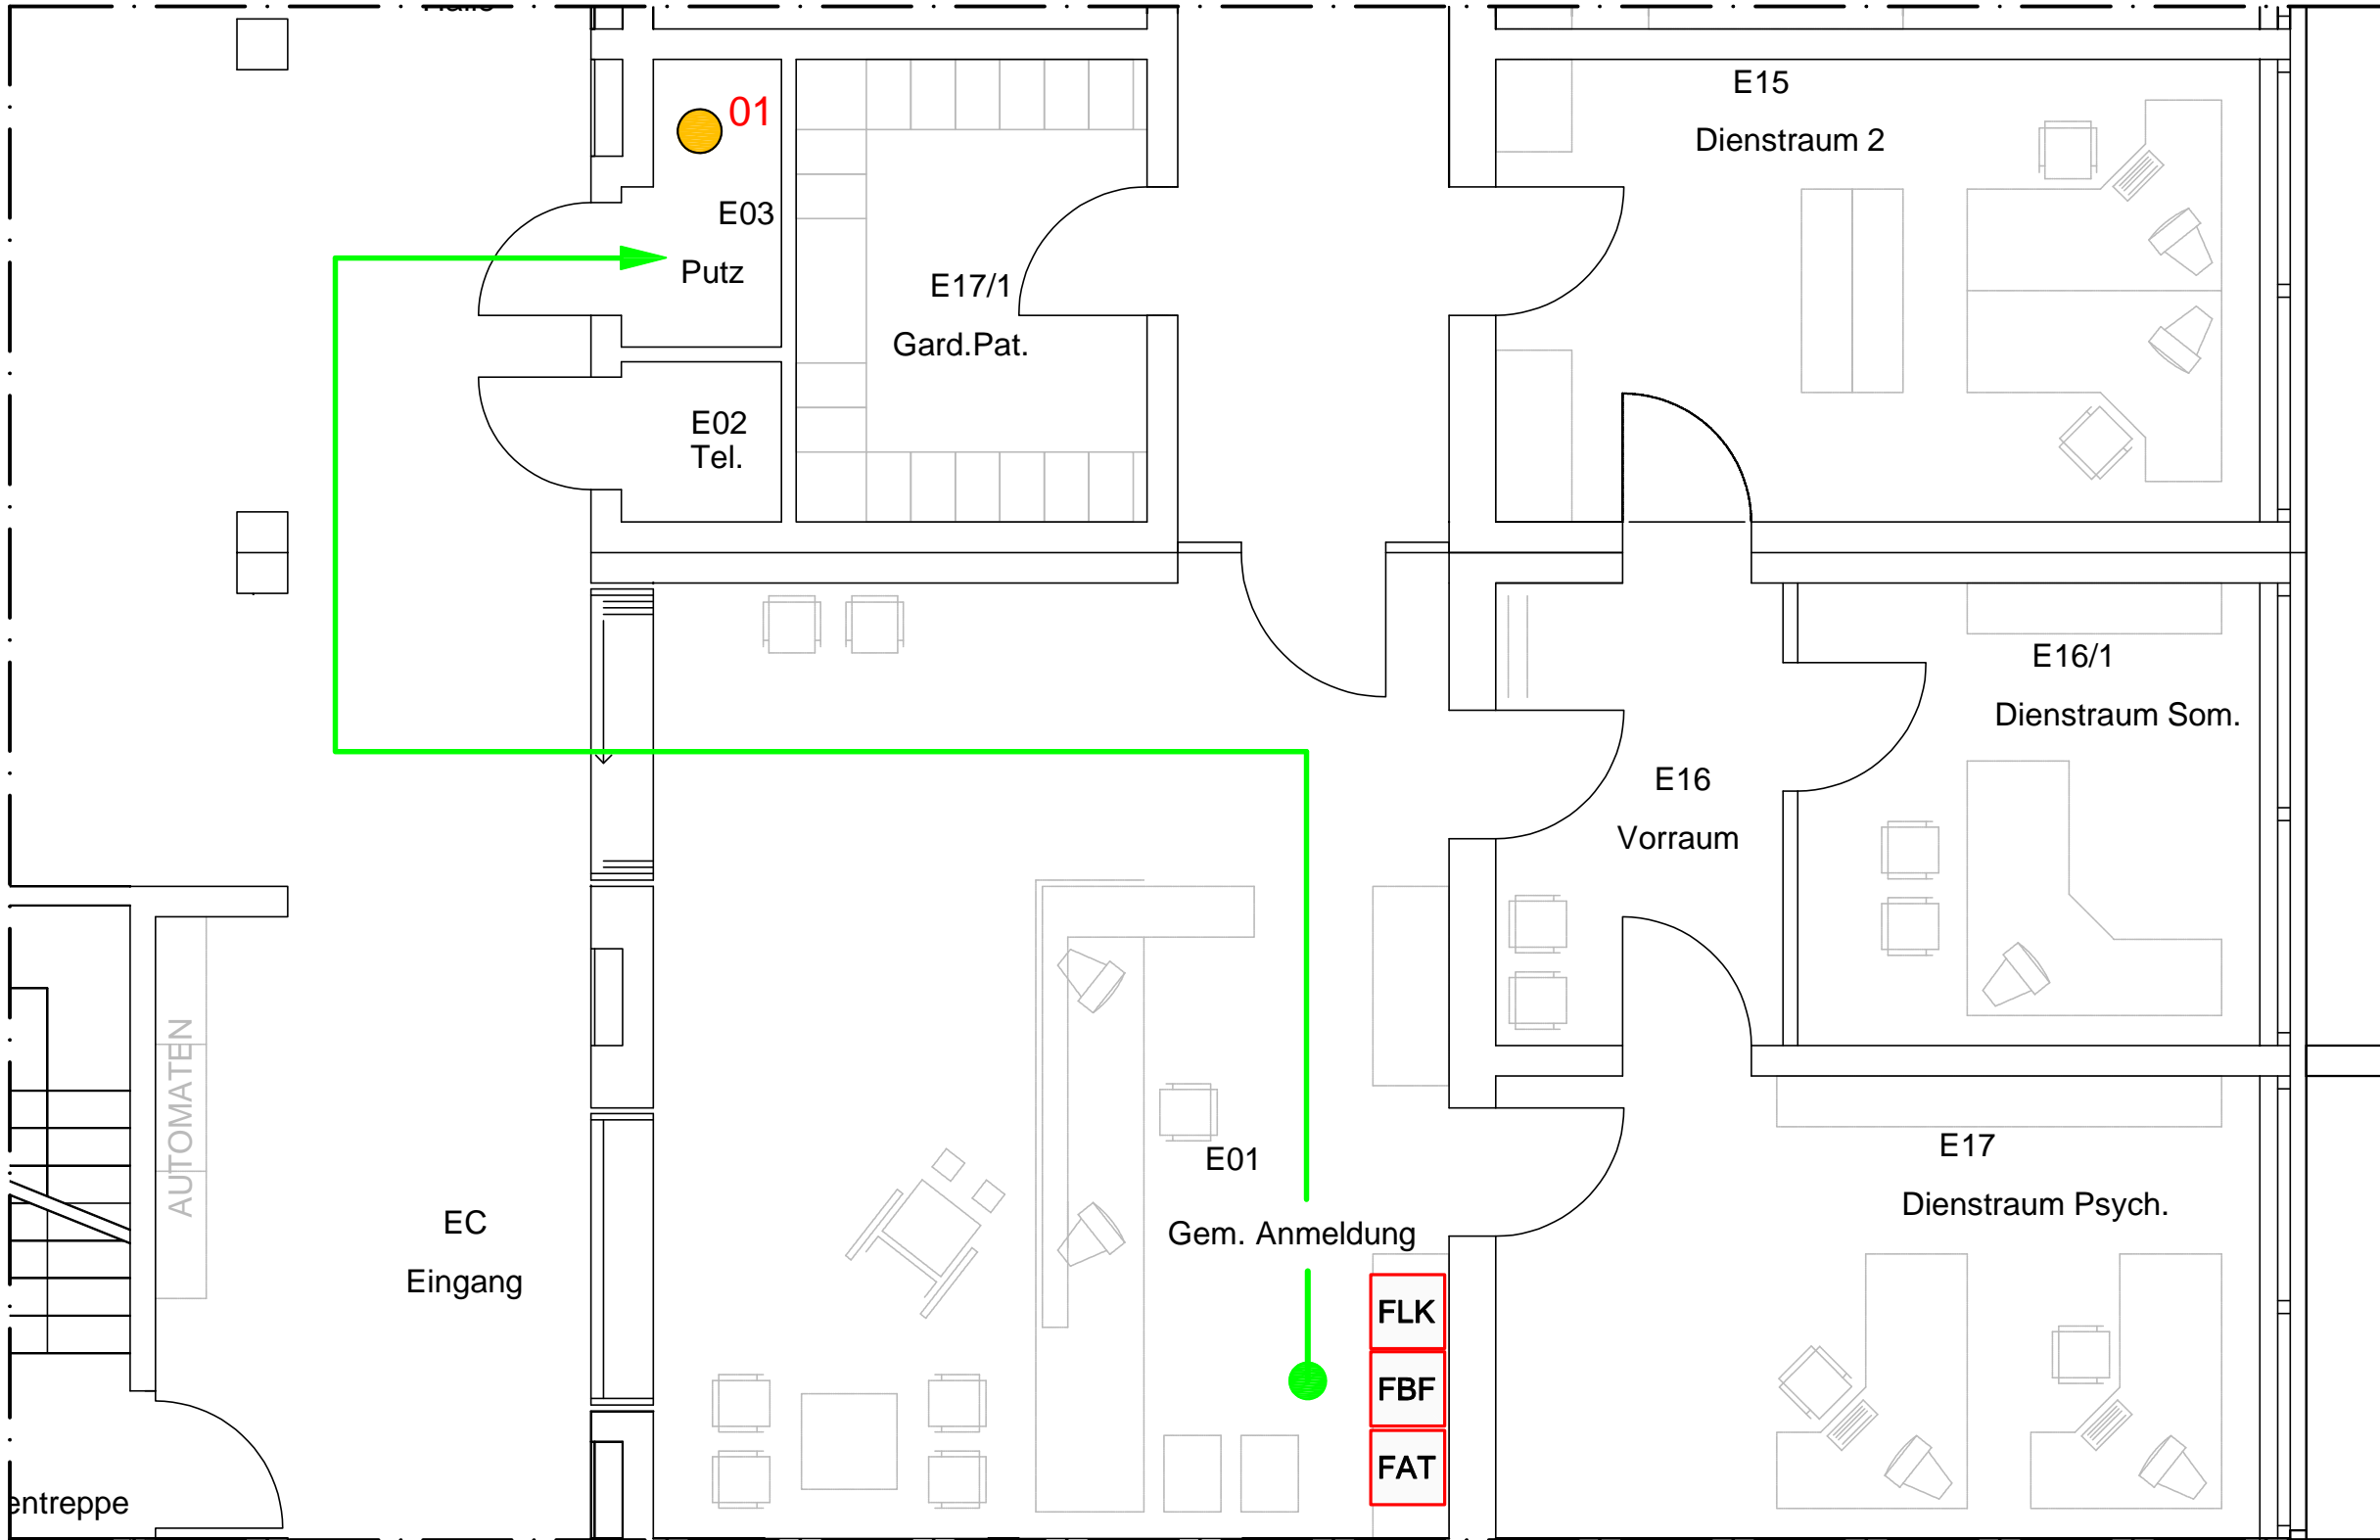 E15
01
Dienstraum 2
E03
Putz
E17/1
Gard.Pat.
E02
Tel.
E16/1
Dienstraum Som.
E16
Vorraum
AUTOMATEN
E01
E17
Dienstraum Psych.
EC
Gem. Anmeldung
Eingang
FLK
FBF
FAT
entreppe